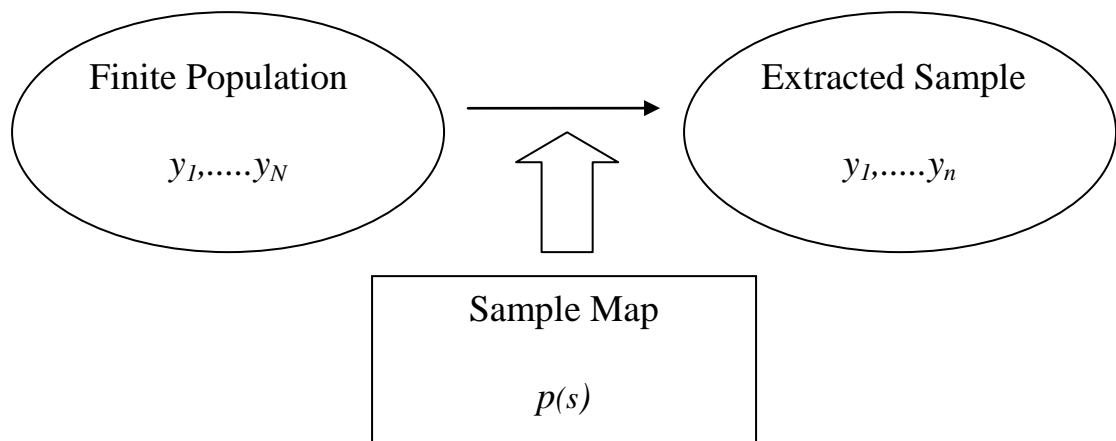 Finite Population
y1,.....yN
Extracted Sample
y1,.....yn
Sample Map
p(s)